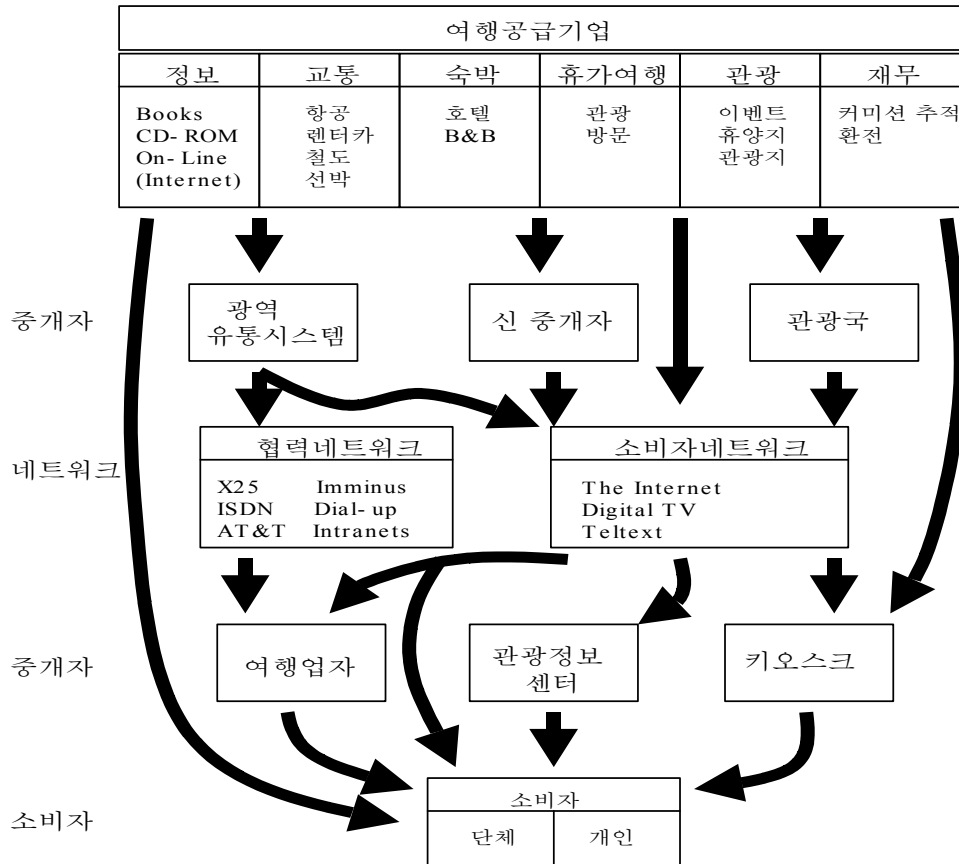 여행공급기업
정보 교통 숙박 휴가여행 관광 재무
Books
CD- ROM
On- Line
(Internet)
항공
렌터카
철도
선박
호텔
B&B
관광
방문
이벤트
휴양지
관광지
커미션 추적
환전
중개자
광역
유통시스템
신 중개자
관광국
네트워크
협력네트워크
X25 Imminus
ISDN Dial- up
AT&T Intranets
소비자네트워크
The Internet
Digital TV
Teltext
중개자
여행업자
관광정보
센터
키오스크
소비자
소비자
단체 개인